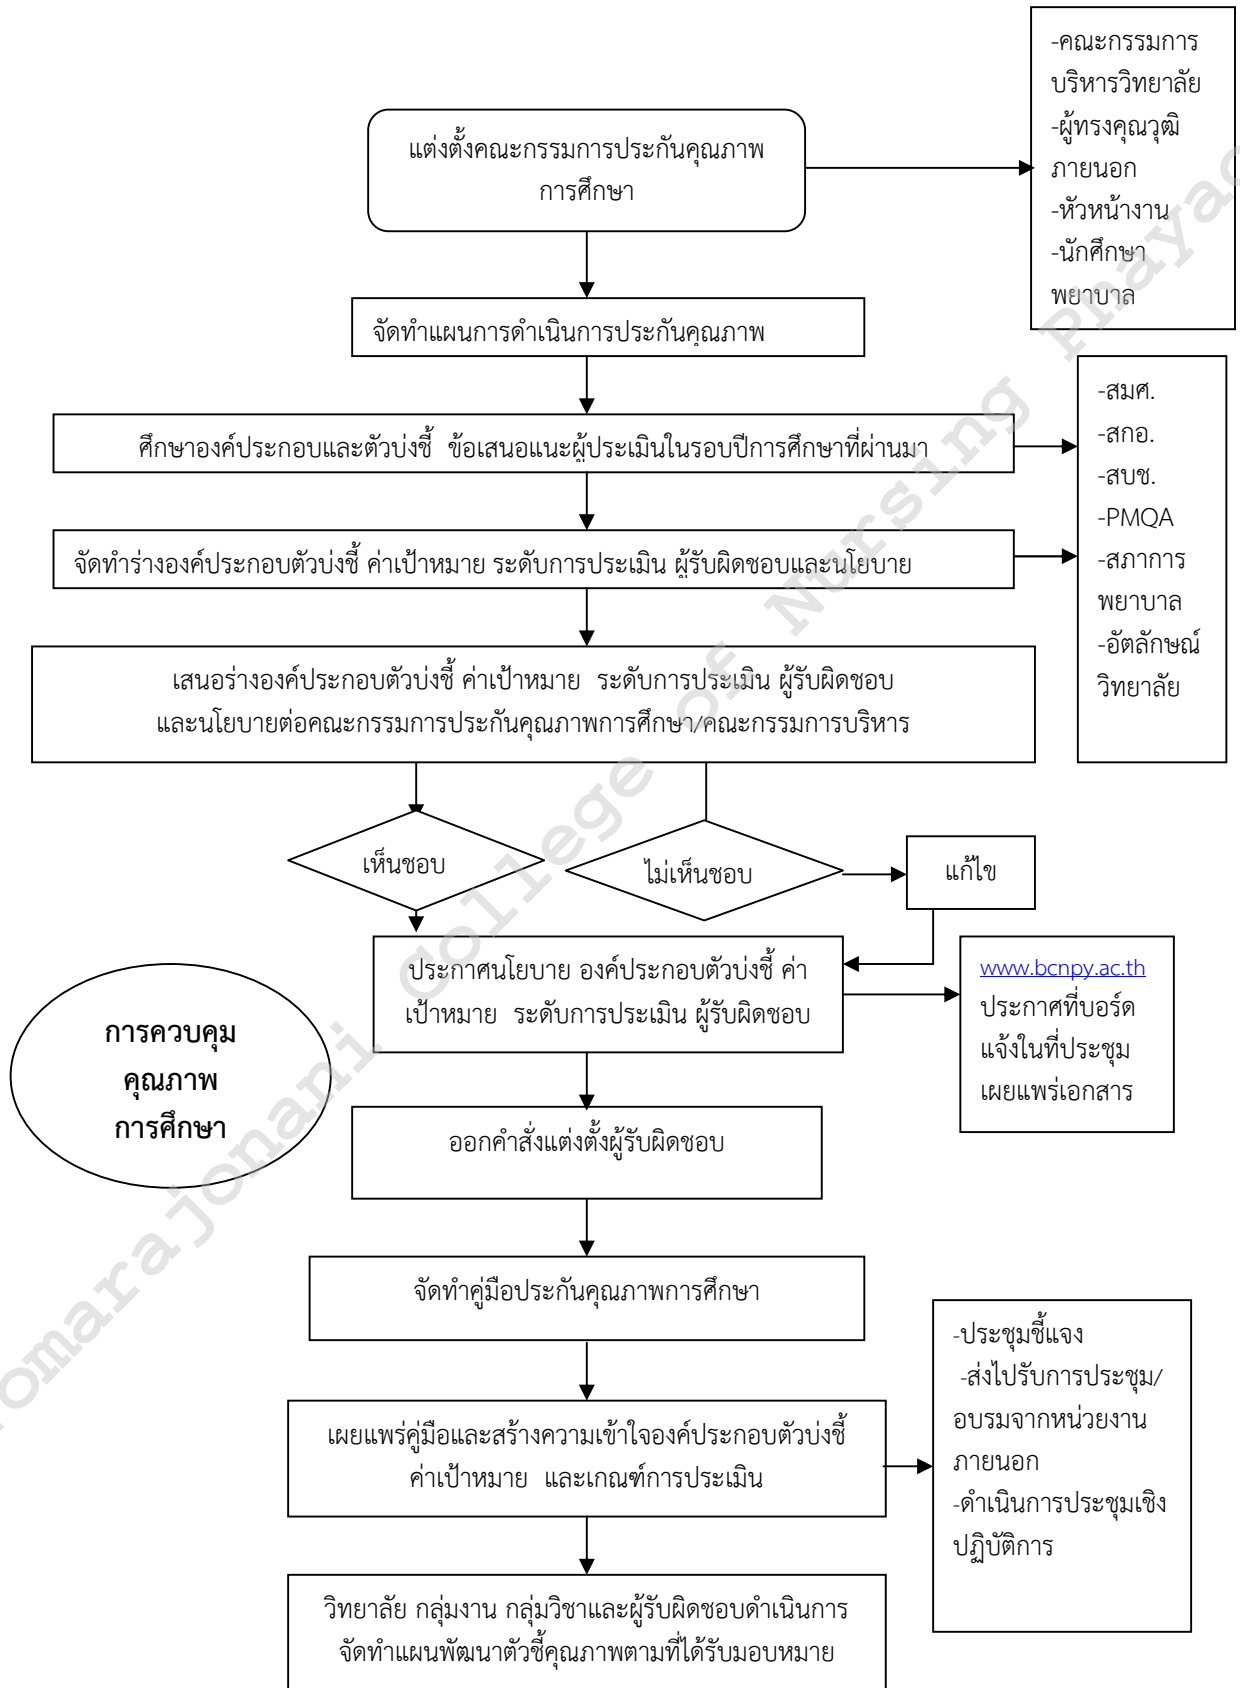 -คณะกรรมการ
บริหารวิทยาลัย
-ผู้ทรงคุณวุฒิ
ภายนอก
-หัวหน้างาน
-นักศึกษา
พยาบาล
แต่งตั้งคณะกรรมการประกันคุณภาพ
การศึกษา
จัดทำแผนการดำเนินการประกันคุณภาพ
ศึกษาองค์ประกอบและตัวบ่งชี้ ข้อเสนอแนะผู้ประเมินในรอบปีการศึกษาที่ผ่านมา
-สมศ.
-สกอ.
-สบช.
-PMQA
-สภาการ
พยาบาล
-อัตลักษณ์
วิทยาลัย
จัดทำร่างองค์ประกอบตัวบ่งชี้ ค่าเป้าหมาย ระดับการประเมิน ผู้รับผิดชอบและนโยบาย
เสนอร่างองค์ประกอบตัวบ่งชี้ ค่าเป้าหมาย ระดับการประเมิน ผู้รับผิดชอบ
และนโยบายต่อคณะกรรมการประกันคุณภาพการศึกษา/คณะกรรมการบริหาร
เห็นชอบ
ไม่เห็นชอบ
แก้ไข
ประกาศนโยบาย องค์ประกอบตัวบ่งชี้ ค่า
เป้าหมาย ระดับการประเมิน ผู้รับผิดชอบ
www.bcnpy.ac.th
ประกาศที่บอร์ด
แจ้งในที่ประชุม
เผยแพร่เอกสาร
การควบคุม
คุณภาพ
การศึกษา
ออกคำสั่งแต่งตั้งผู้รับผิดชอบ
จัดทำคู่มือประกันคุณภาพการศึกษา
เผยแพร่คู่มือและสร้างความเข้าใจองค์ประกอบตัวบ่งชี้
ค่าเป้าหมาย และเกณฑ์การประเมิน
-ประชุมชี้แจง
-ส่งไปรับการประชุม/
อบรมจากหน่วยงาน
ภายนอก
-ดำเนินการประชุมเชิง
ปฏิบัติการ
วิทยาลัย กลุ่มงาน กลุ่มวิชาและผู้รับผิดชอบดำเนินการ
จัดทำแผนพัฒนาตัวชี้คุณภาพตามที่ได้รับมอบหมาย
omarajonani College of Nursing Phayao